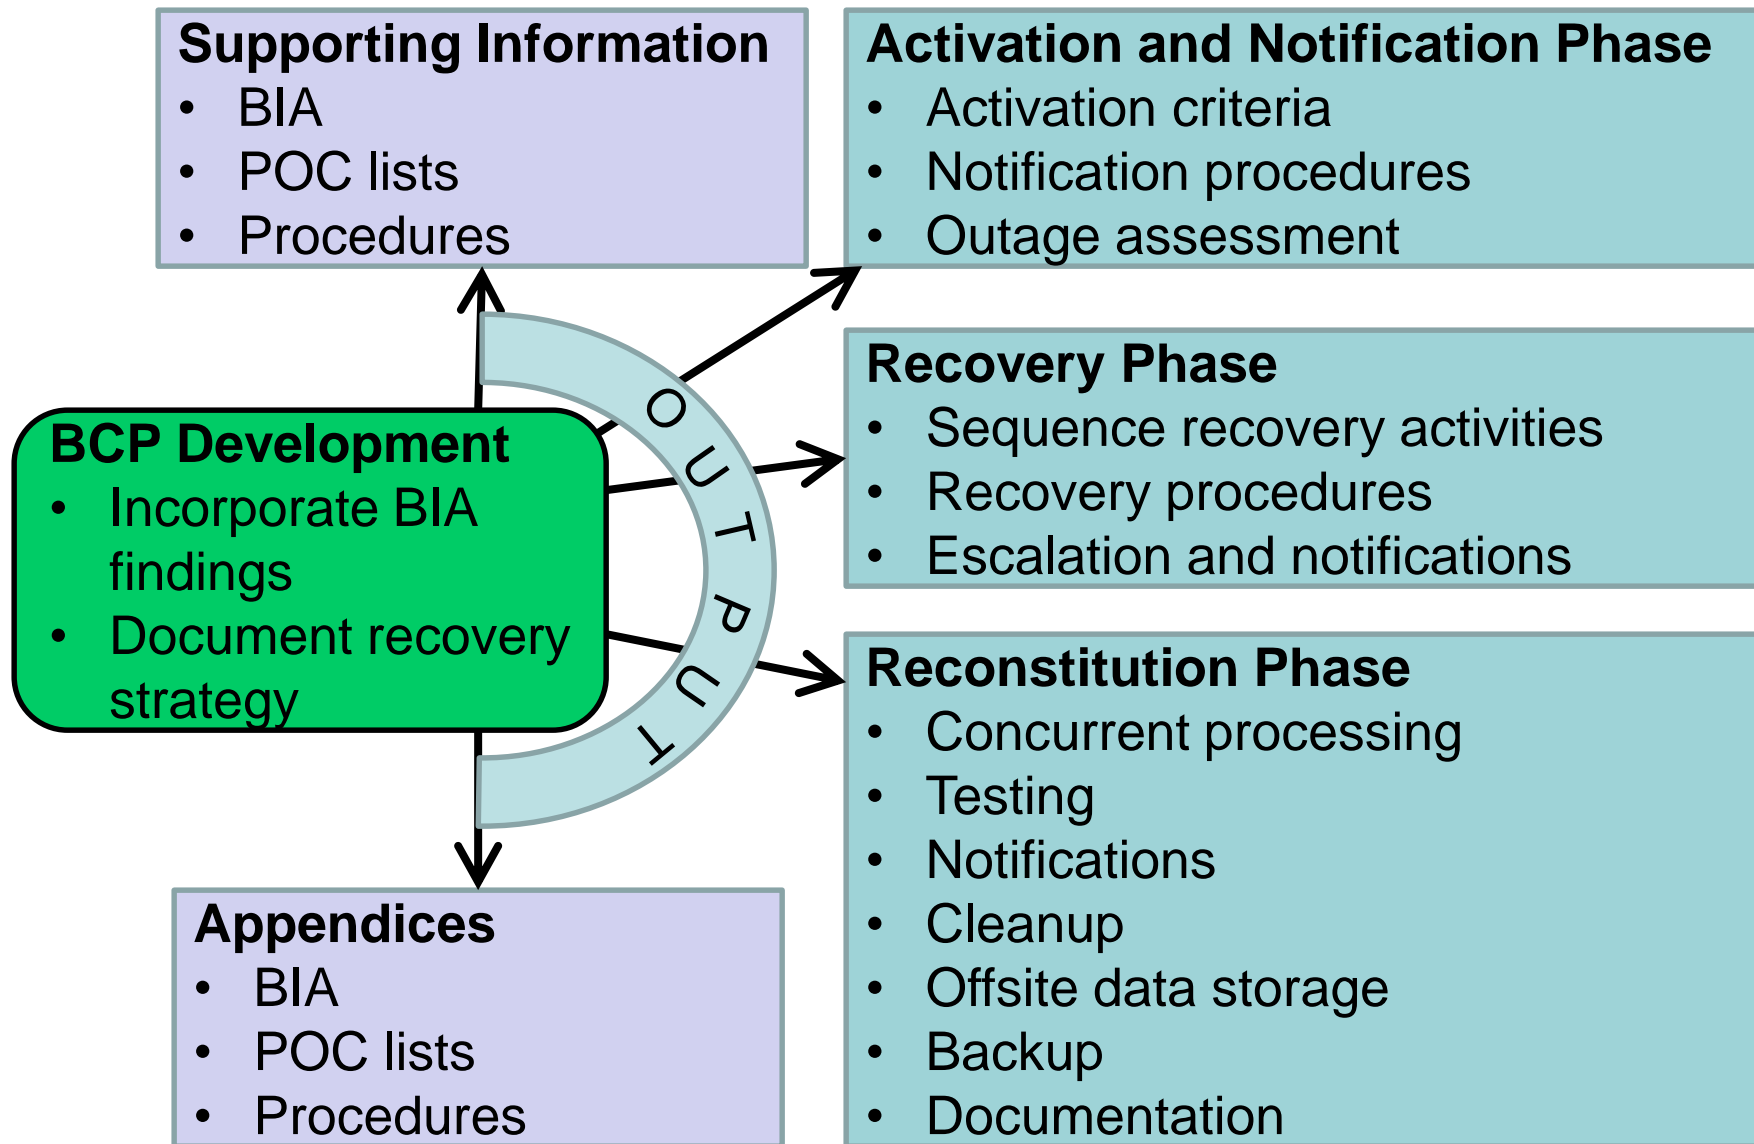 Supporting Information
• BIA
• POC lists
• Procedures
Activation and Notification Phase
• Activation criteria
• Notification procedures
• Outage assessment
BCP Development
• Incorporate BIA
findings
• Document recovery
strategy
OUTPUT
Recovery Phase
• Sequence recovery activities
• Recovery procedures
• Escalation and notifications
Reconstitution Phase
• Concurrent processing
• Testing
• Notifications
• Cleanup
• Offsite data storage
• Backup
• Documentation
Appendices
• BIA
• POC lists
• Procedures